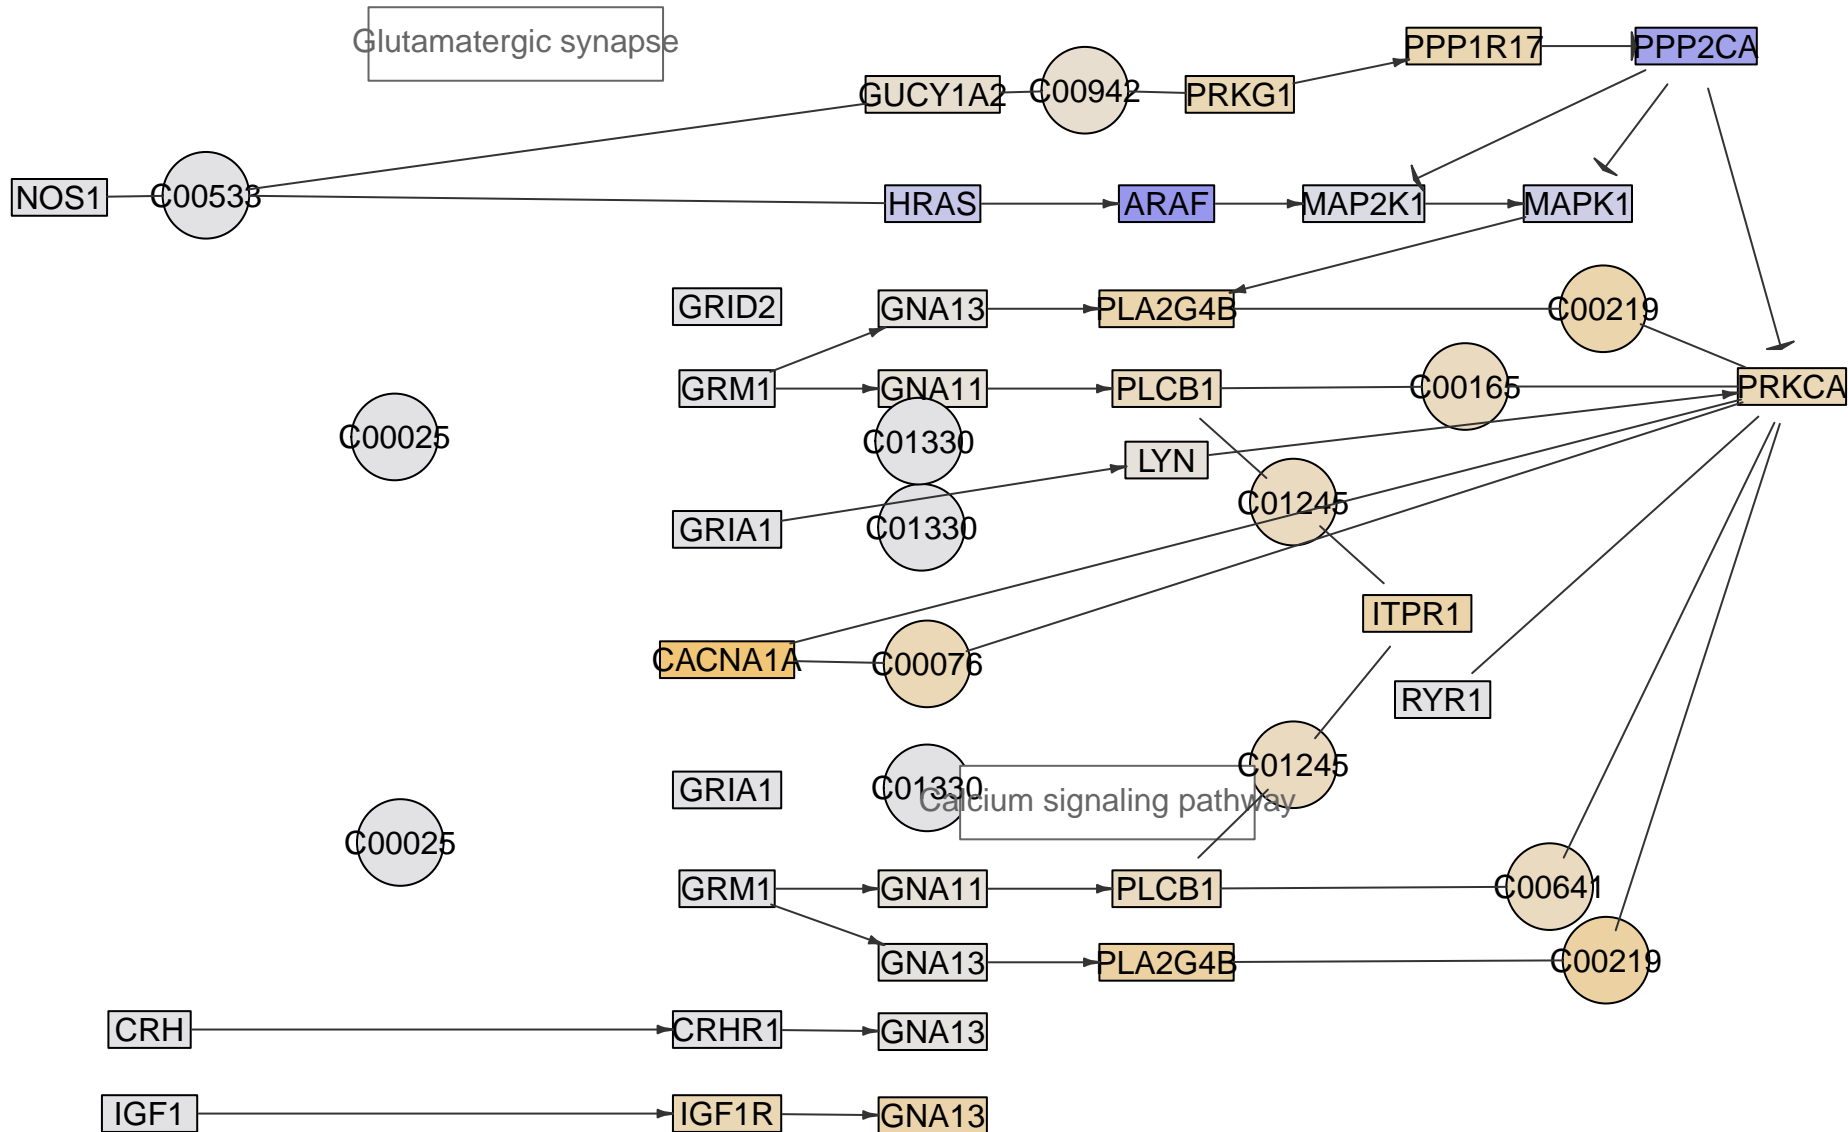 Glutamatergic synapse
PPP1R17
PPP2CA
GUCY1A2
C00942
PRKG1
NOS1
C00533
HRAS
ARAF
MAP2K1
MAPK1
GRID2
GNA13
PLA2G4B
C00219
GRM1
GNA11
PLCB1
C00165
PRKCA
C00025
C01330
LYN
C01245
GRIA1
C01330
ITPR1
CACNA1A
C00076
RYR1
C01245
GRIA1
C01330
Calcium signaling pathway
C00025
GRM1
GNA11
PLCB1
C00641
GNA13
PLA2G4B
C00219
CRH
CRHR1
GNA13
IGF1
IGF1R
GNA13